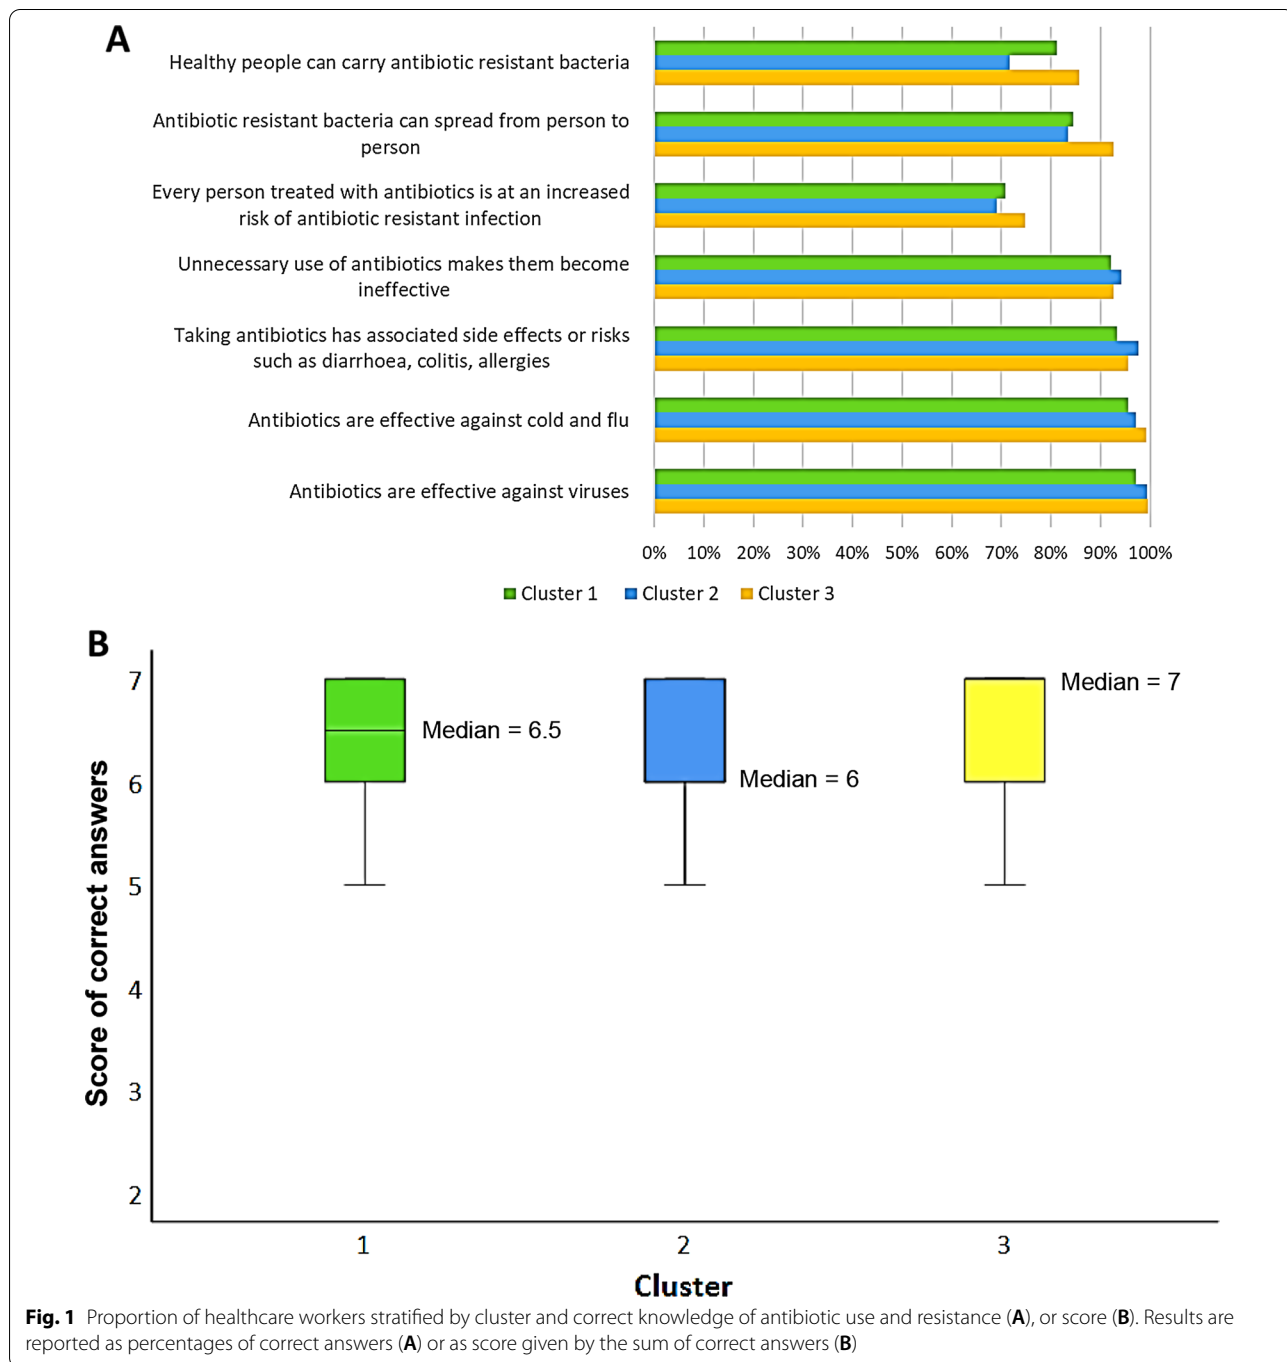 A
Healthy people can carry antibiotic resistant bacteria
Antibiotic resistant bacteria can spread from person to
person
Every person treated with antibiotics is at an increased
risk of antibiotic resistant infection
Unnecessary use of antibiotics makes them become
ineffective
Taking antibiotics has associated side effects or risks
such as diarrhoea, colitis, allergies
Antibiotics are effective against cold and flu
Antibiotics are effective against viruses
0% 10% 20% 30% 40% 50% 60% 70% 80% 90% 100%
Cluster 1 Cluster 2 Cluster 3
B
Score of correct answers
7
6
5
4
3
2
Median = 6.5
Median = 6
Median = 7
1 2 3
Cluster
Fig. 1 Proportion of healthcare workers stratified by cluster and correct knowledge of antibiotic use and resistance (A), or score (B). Results are
reported as percentages of correct answers (A) or as score given by the sum of correct answers (B)